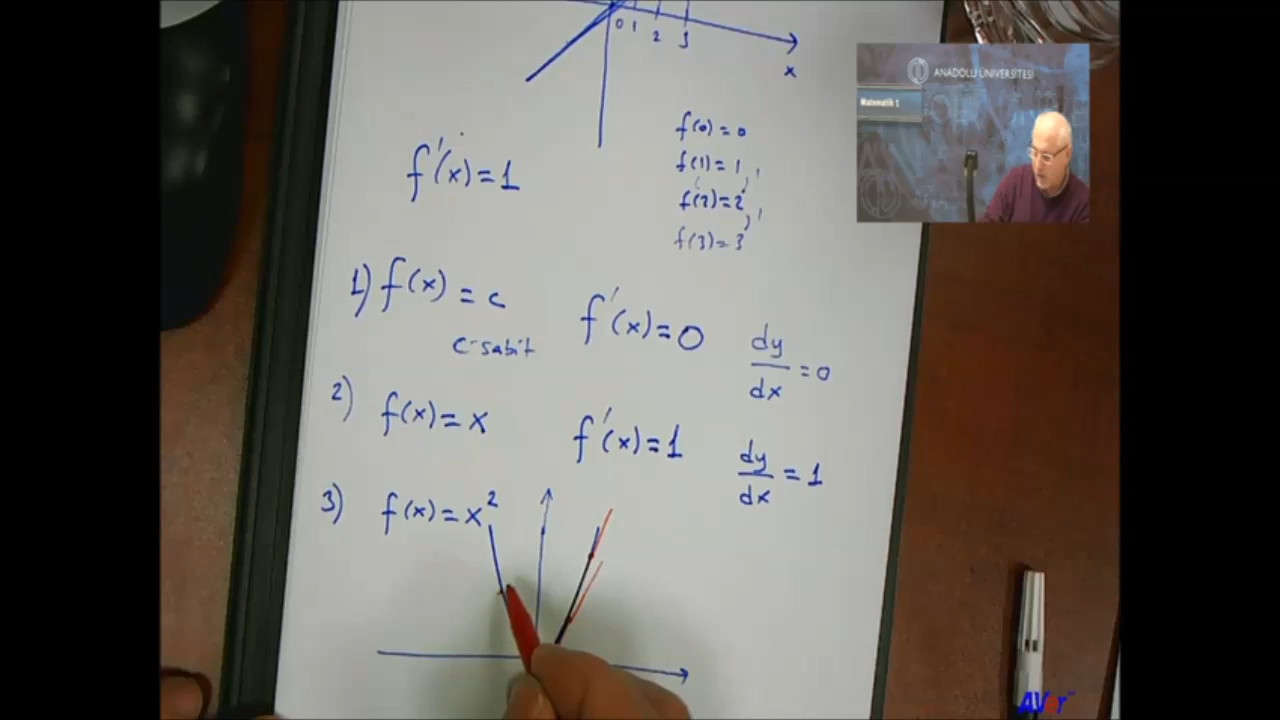 0 1 2 3
x
ANADOLU ÜNİVERSİTESİ
Matematik 1
f(0) = 0
f'(x) = 1
f(1) = 1
f(2) = 2
f(3) = 3
1) f(x) = c
f'(x) = 0
dy/dx = 0
c-sabit
2) f(x) = x
f'(x) = 1
dy/dx = 1
3) f(x) = x²
AVer